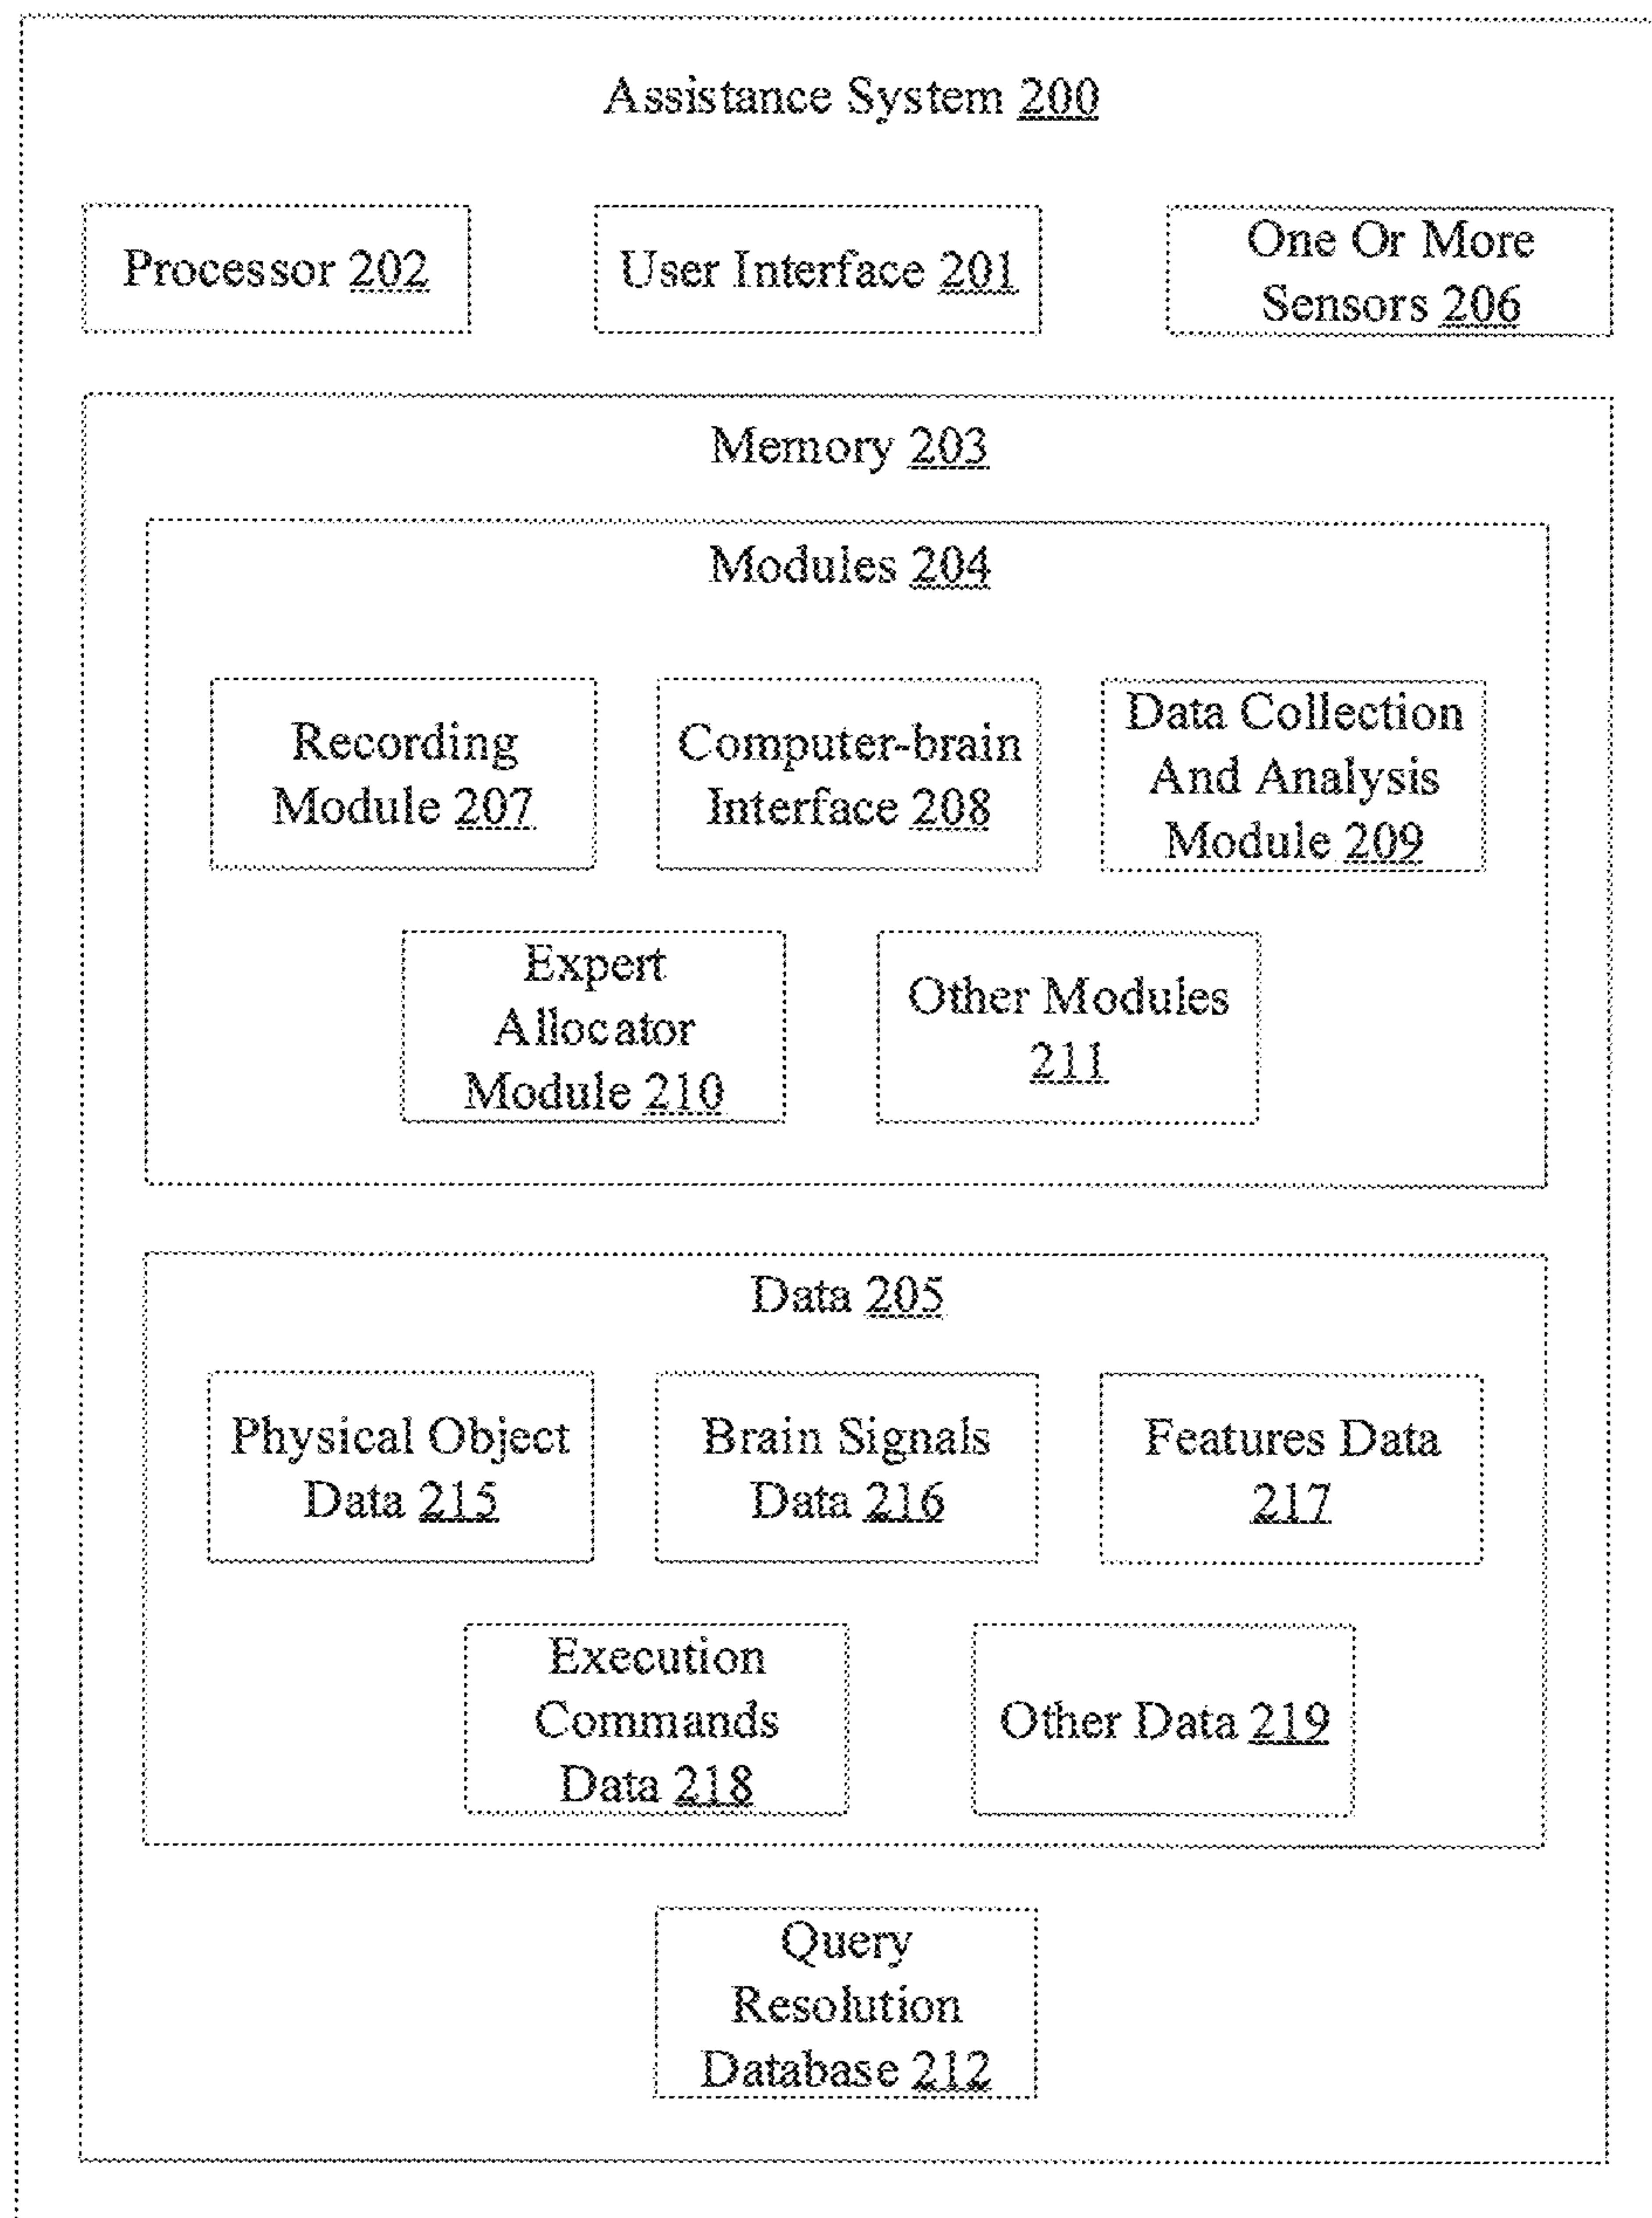 Assistance System 200
Processor 202
User Interface 201
One Or More
Sensors 206
Memory 203
Modules 204
Recording
Module 207
Computer-brain
Interface 208
Data Collection
And Analysis
Module 209
Expert
Allocator
Module 210
Other Modules
211
Data 205
Physical Object
Data 215
Brain Signals
Data 216
Features Data
217
Execution
Commands
Data 218
Other Data 219
Query
Resolution
Database 212